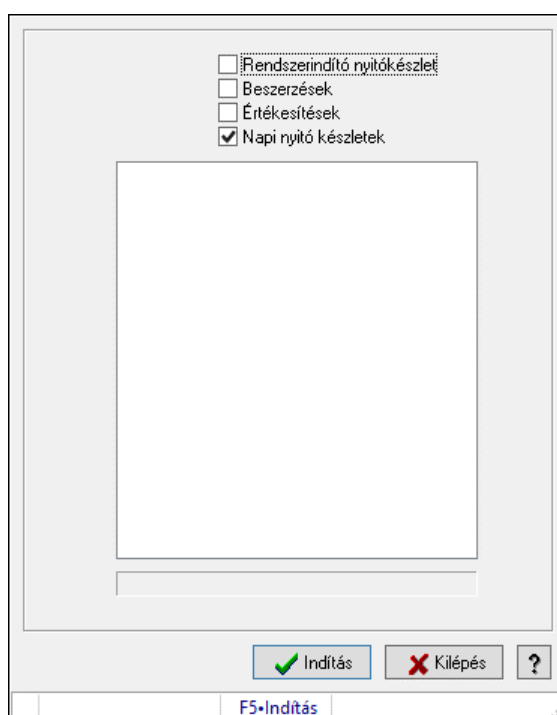 Rendszerindító nyitókészlet
Beszerzések
Értékesítések
Napi nyitó készletek
Indítás
Kilépés
?
F5•Indítás